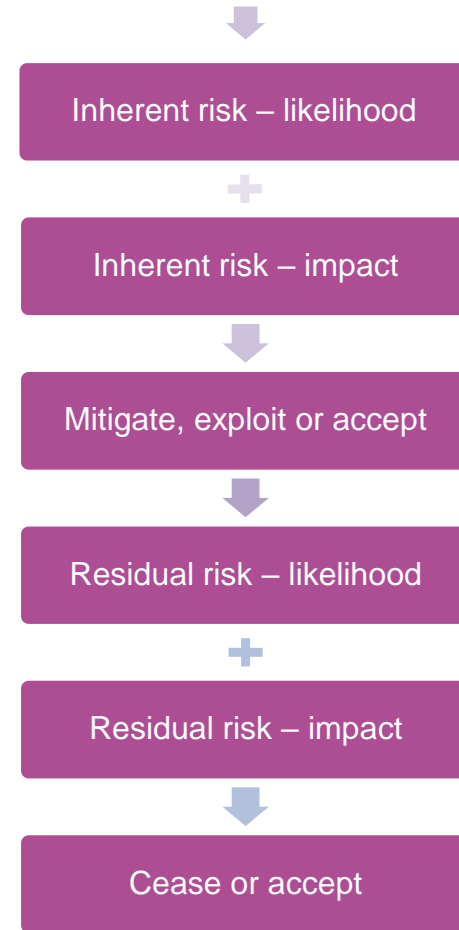 Inherent risk – likelihood
Inherent risk – impact
Mitigate, exploit or accept
Residual risk – likelihood
Residual risk – impact
Cease or accept